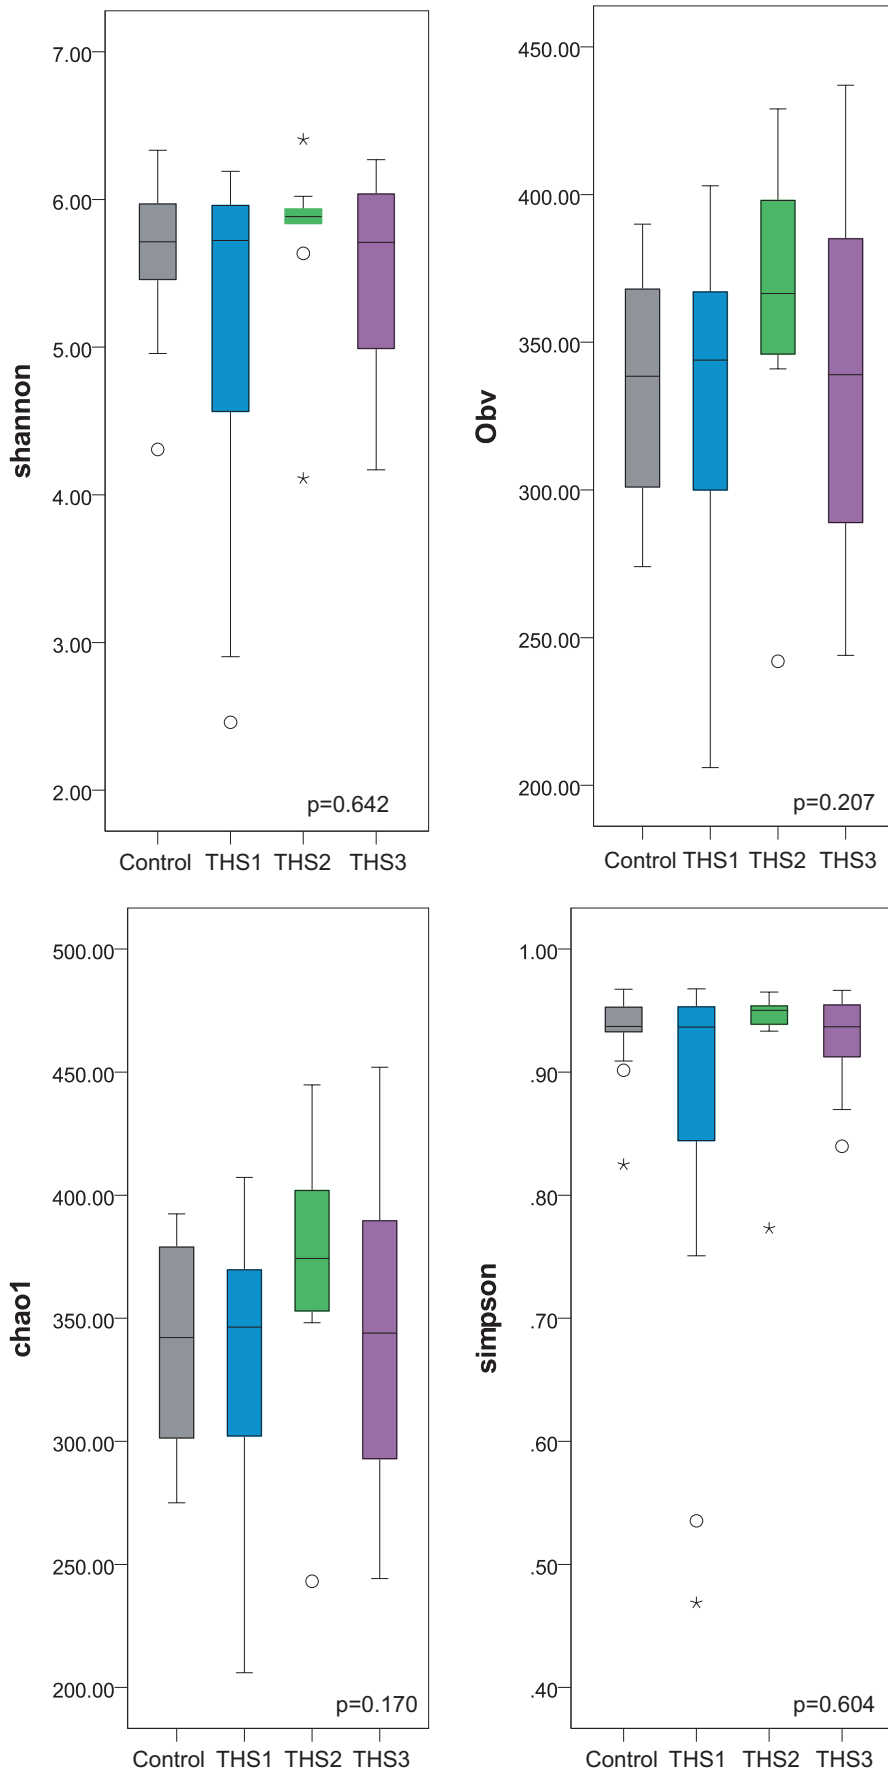 shannon
7.00
6.00
5.00
4.00
3.00
2.00
p=0.642
Control THS1 THS2 THS3
Obv
450.00
400.00
350.00
300.00
250.00
200.00
p=0.207
Control THS1 THS2 THS3
chao1
500.00
450.00
400.00
350.00
300.00
250.00
200.00
p=0.170
Control THS1 THS2 THS3
simpson
1.00
.90
.80
.70
.60
.50
.40
p=0.604
Control THS1 THS2 THS3